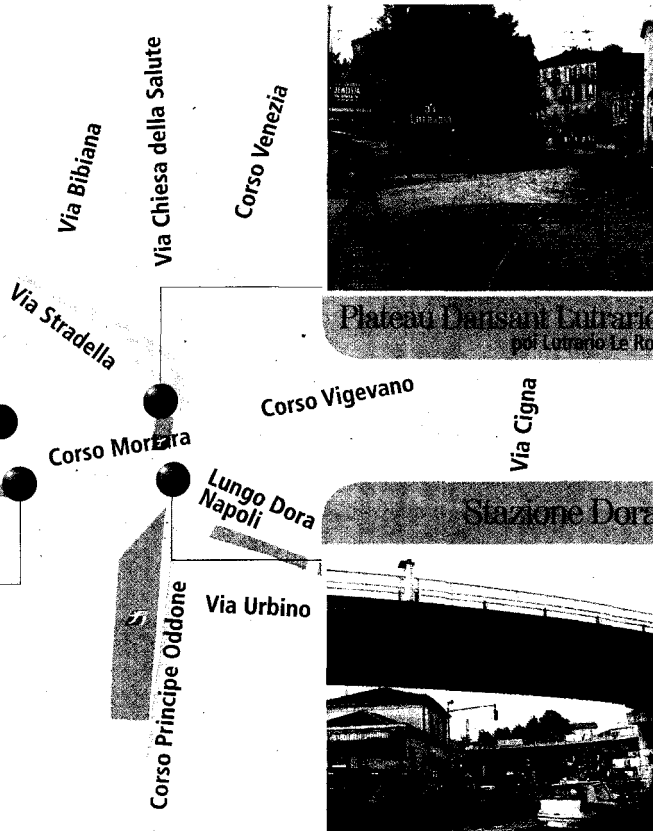 Via Bibiana
Via Chiesa della Salute
Corso Venezia
Via Stradella
Plateau Dansant Lutrario
poi Lutrario Le Ro
Corso Vigevano
Via Cigna
Corso Mortara
Lungo Dora
Napoli
Stazione Dora
Via Urbino
Corso Principe Oddone